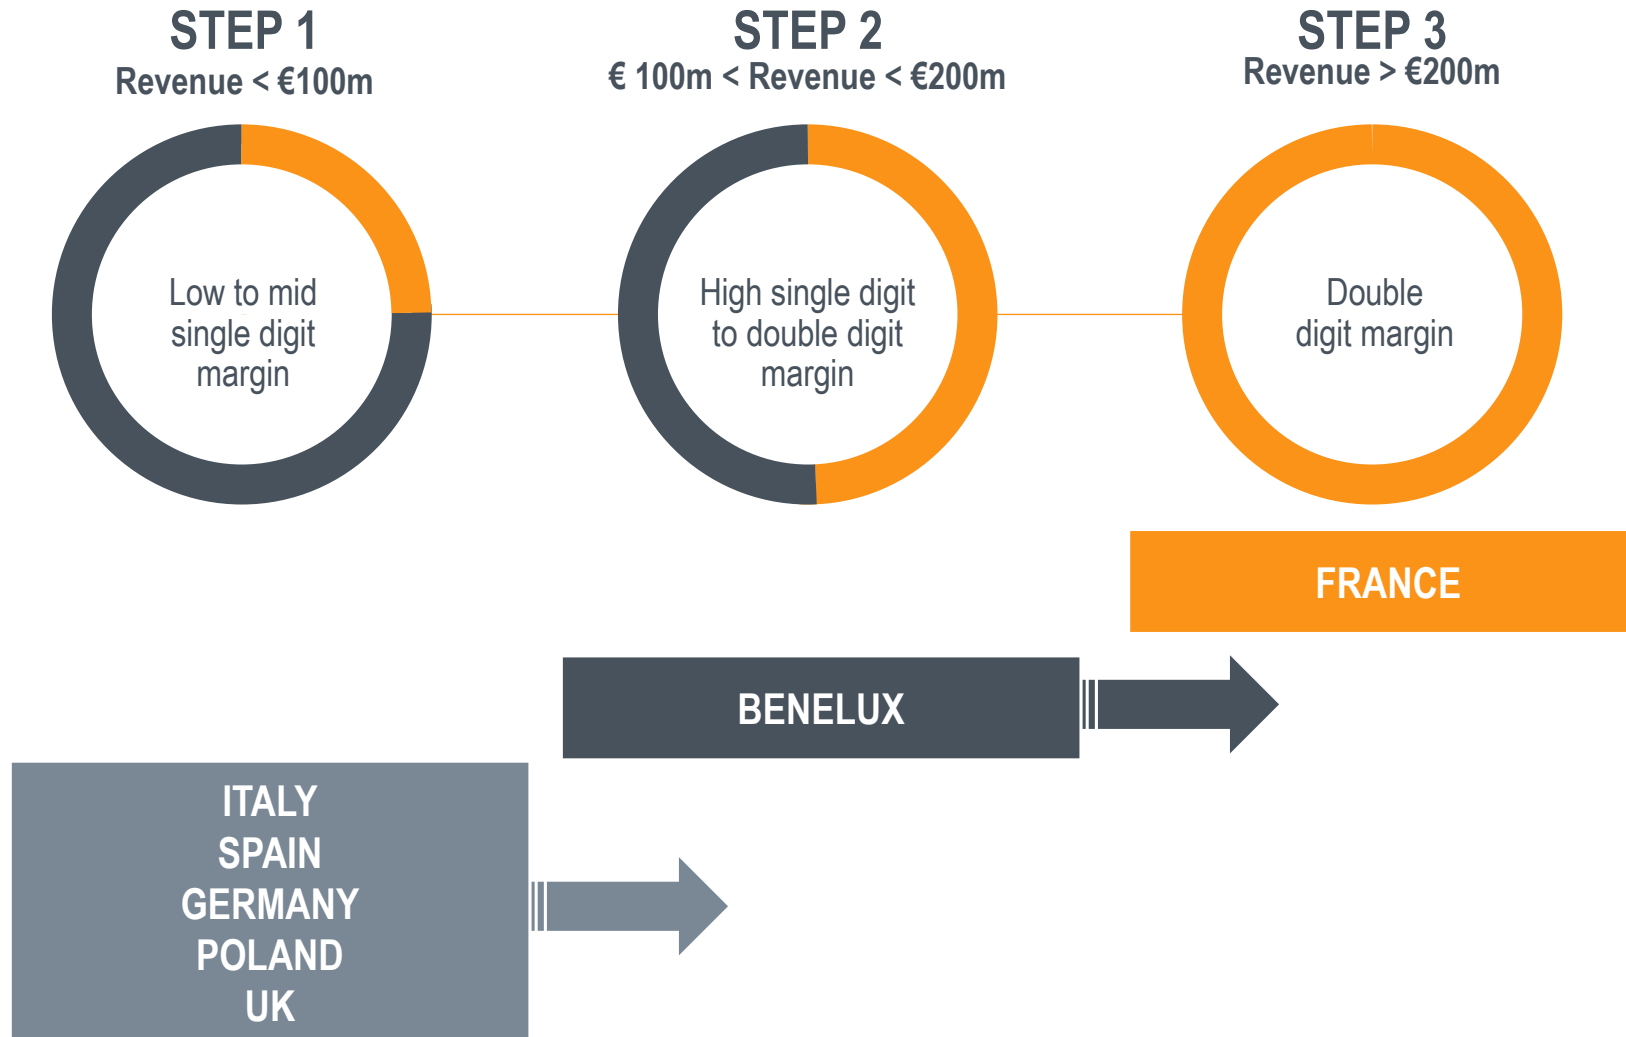 STEP 1
Revenue < €100m
STEP 2
€ 100m < Revenue < €200m
STEP 3
Revenue > €200m
Low to mid
single digit
margin
High single digit
to double digit
margin
Double
digit margin
FRANCE
BENELUX
ITALY
SPAIN
GERMANY
POLAND
UK